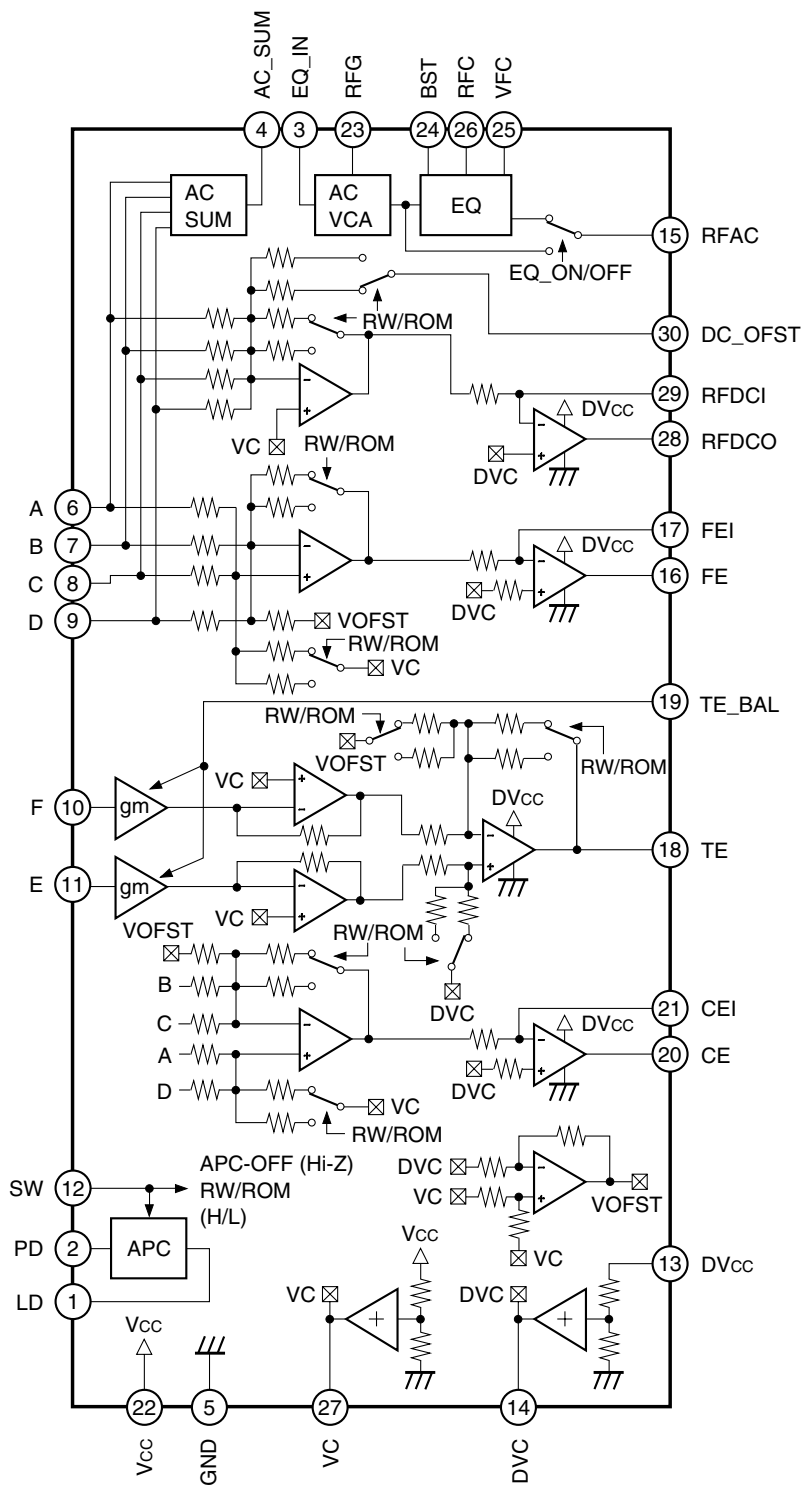 AC_SUM
EQ_IN
RFG
BST
RFC
VFC
4
3
23
24
26
25
AC
SUM
AC
VCA
EQ
15
RFAC
EQ_ON/OFF
RW/ROM
30
DC_OFST
29
RFDCI
DVCC
VC
RW/ROM
DVC
28
RFDCO
A
6
B
7
C
8
D
9
17
FEI
DVCC
16
FE
DVC
VOFST
RW/ROM
VC
19
TE_BAL
RW/ROM
VOFST
RW/ROM
F
10
gm
VC
DVCC
18
TE
E
11
gm
VC
VOFST
RW/ROM
B
DVC
C
A
D
21
CEI
DVCC
20
CE
DVC
VC
RW/ROM
SW
12
APC-OFF (Hi-Z)
RW/ROM
(H/L)
DVC
VC
VOFST
VC
PD
2
APC
LD
1
VCC
VC
DVC
13
DVCC
VCC
22
5
27
14
VCC
GND
VC
DVC